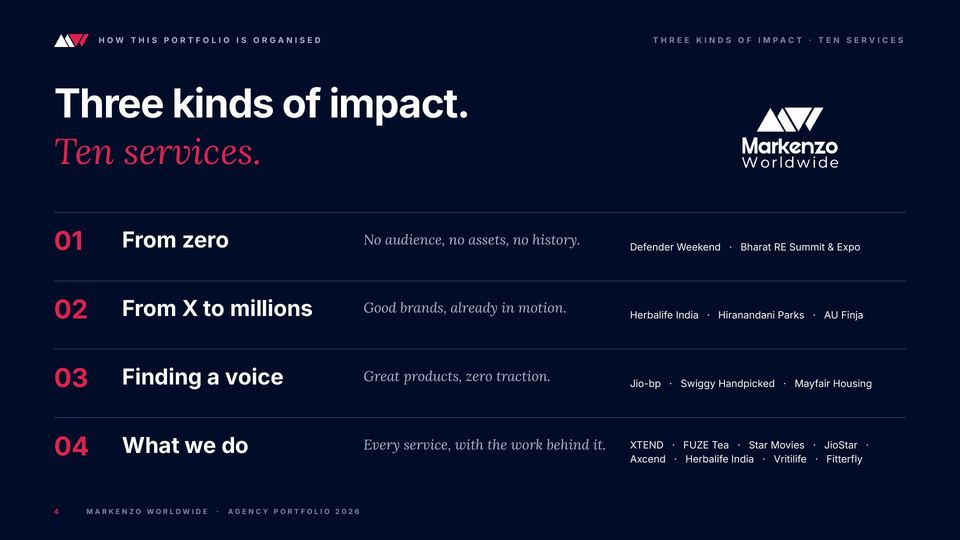 HOW THIS PORTFOLIO IS ORGANISED
THREE KINDS OF IMPACT · TEN SERVICES
Three kinds of impact.
Ten services.
Markenzo
Worldwide
01 From zero No audience, no assets, no history. Defender Weekend · Bharat RE Summit & Expo
02 From X to millions Good brands, already in motion. Herbalife India · Hiranandani Parks · AU Finja
03 Finding a voice Great products, zero traction. Jio-bp · Swiggy Handpicked · Mayfair Housing
04 What we do Every service, with the work behind it. XTEND · FUZE Tea · Star Movies · JioStar ·
Axcend · Herbalife India · Vritilife · Fitterfly
4 MARKENZO WORLDWIDE · AGENCY PORTFOLIO 2026